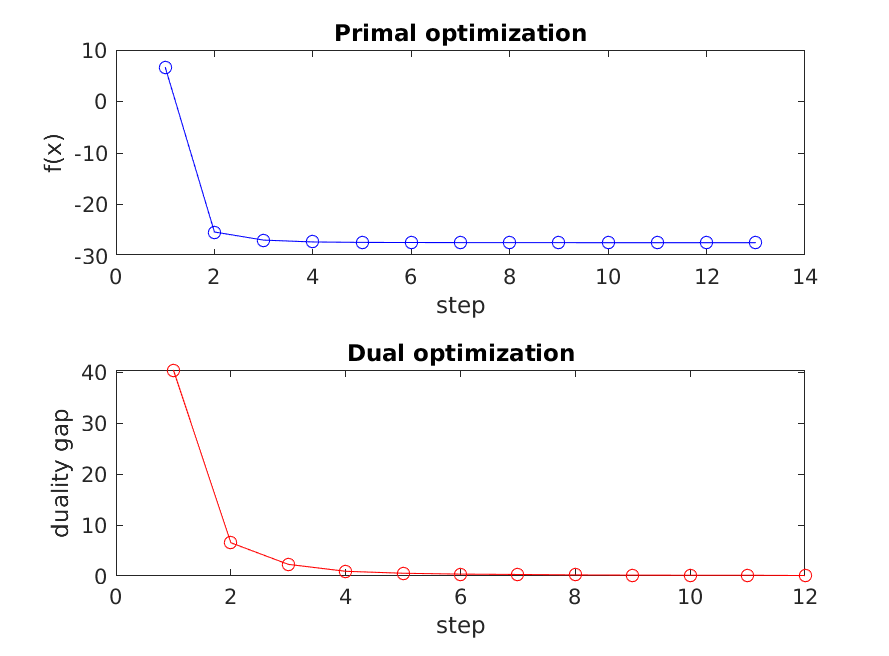 Primal optimization
10
0
-10
-20
-30
f(x)
0 2 4 6 8 10 12 14
step
Dual optimization
40
30
20
10
0
duality gap
0 2 4 6 8 10 12
step